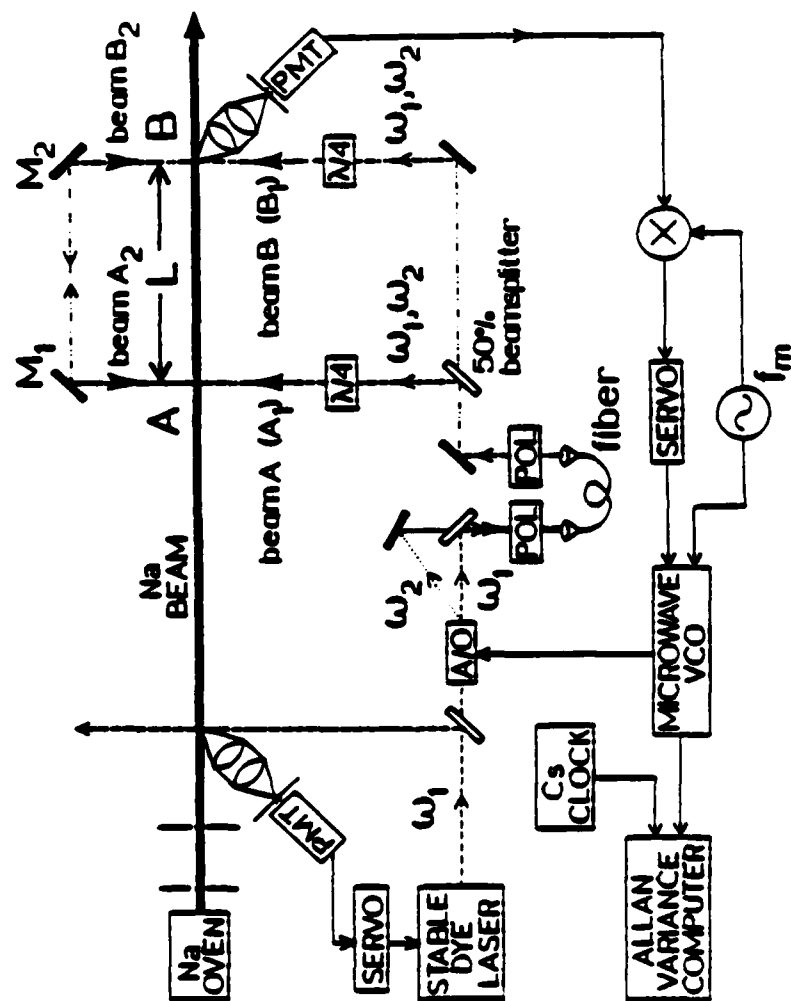 M₁
M₂
beam A₂
beam B₂
L
A
B
Na
BEAM
beam A (A₁)
beam B (B₁)
PMT
PMT
λ/4
λ/4
ω₁,ω₂
ω₁,ω₂
Na
OVEN
50%
beamsplitter
ω₂
ω₁
ω₁
A/O
POL
POL
fiber
SERVO
STABLE
DYE
LASER
Cs
CLOCK
MICROWAVE
VCO
SERVO
X
fm
ALLAN
VARIANCE
COMPUTER